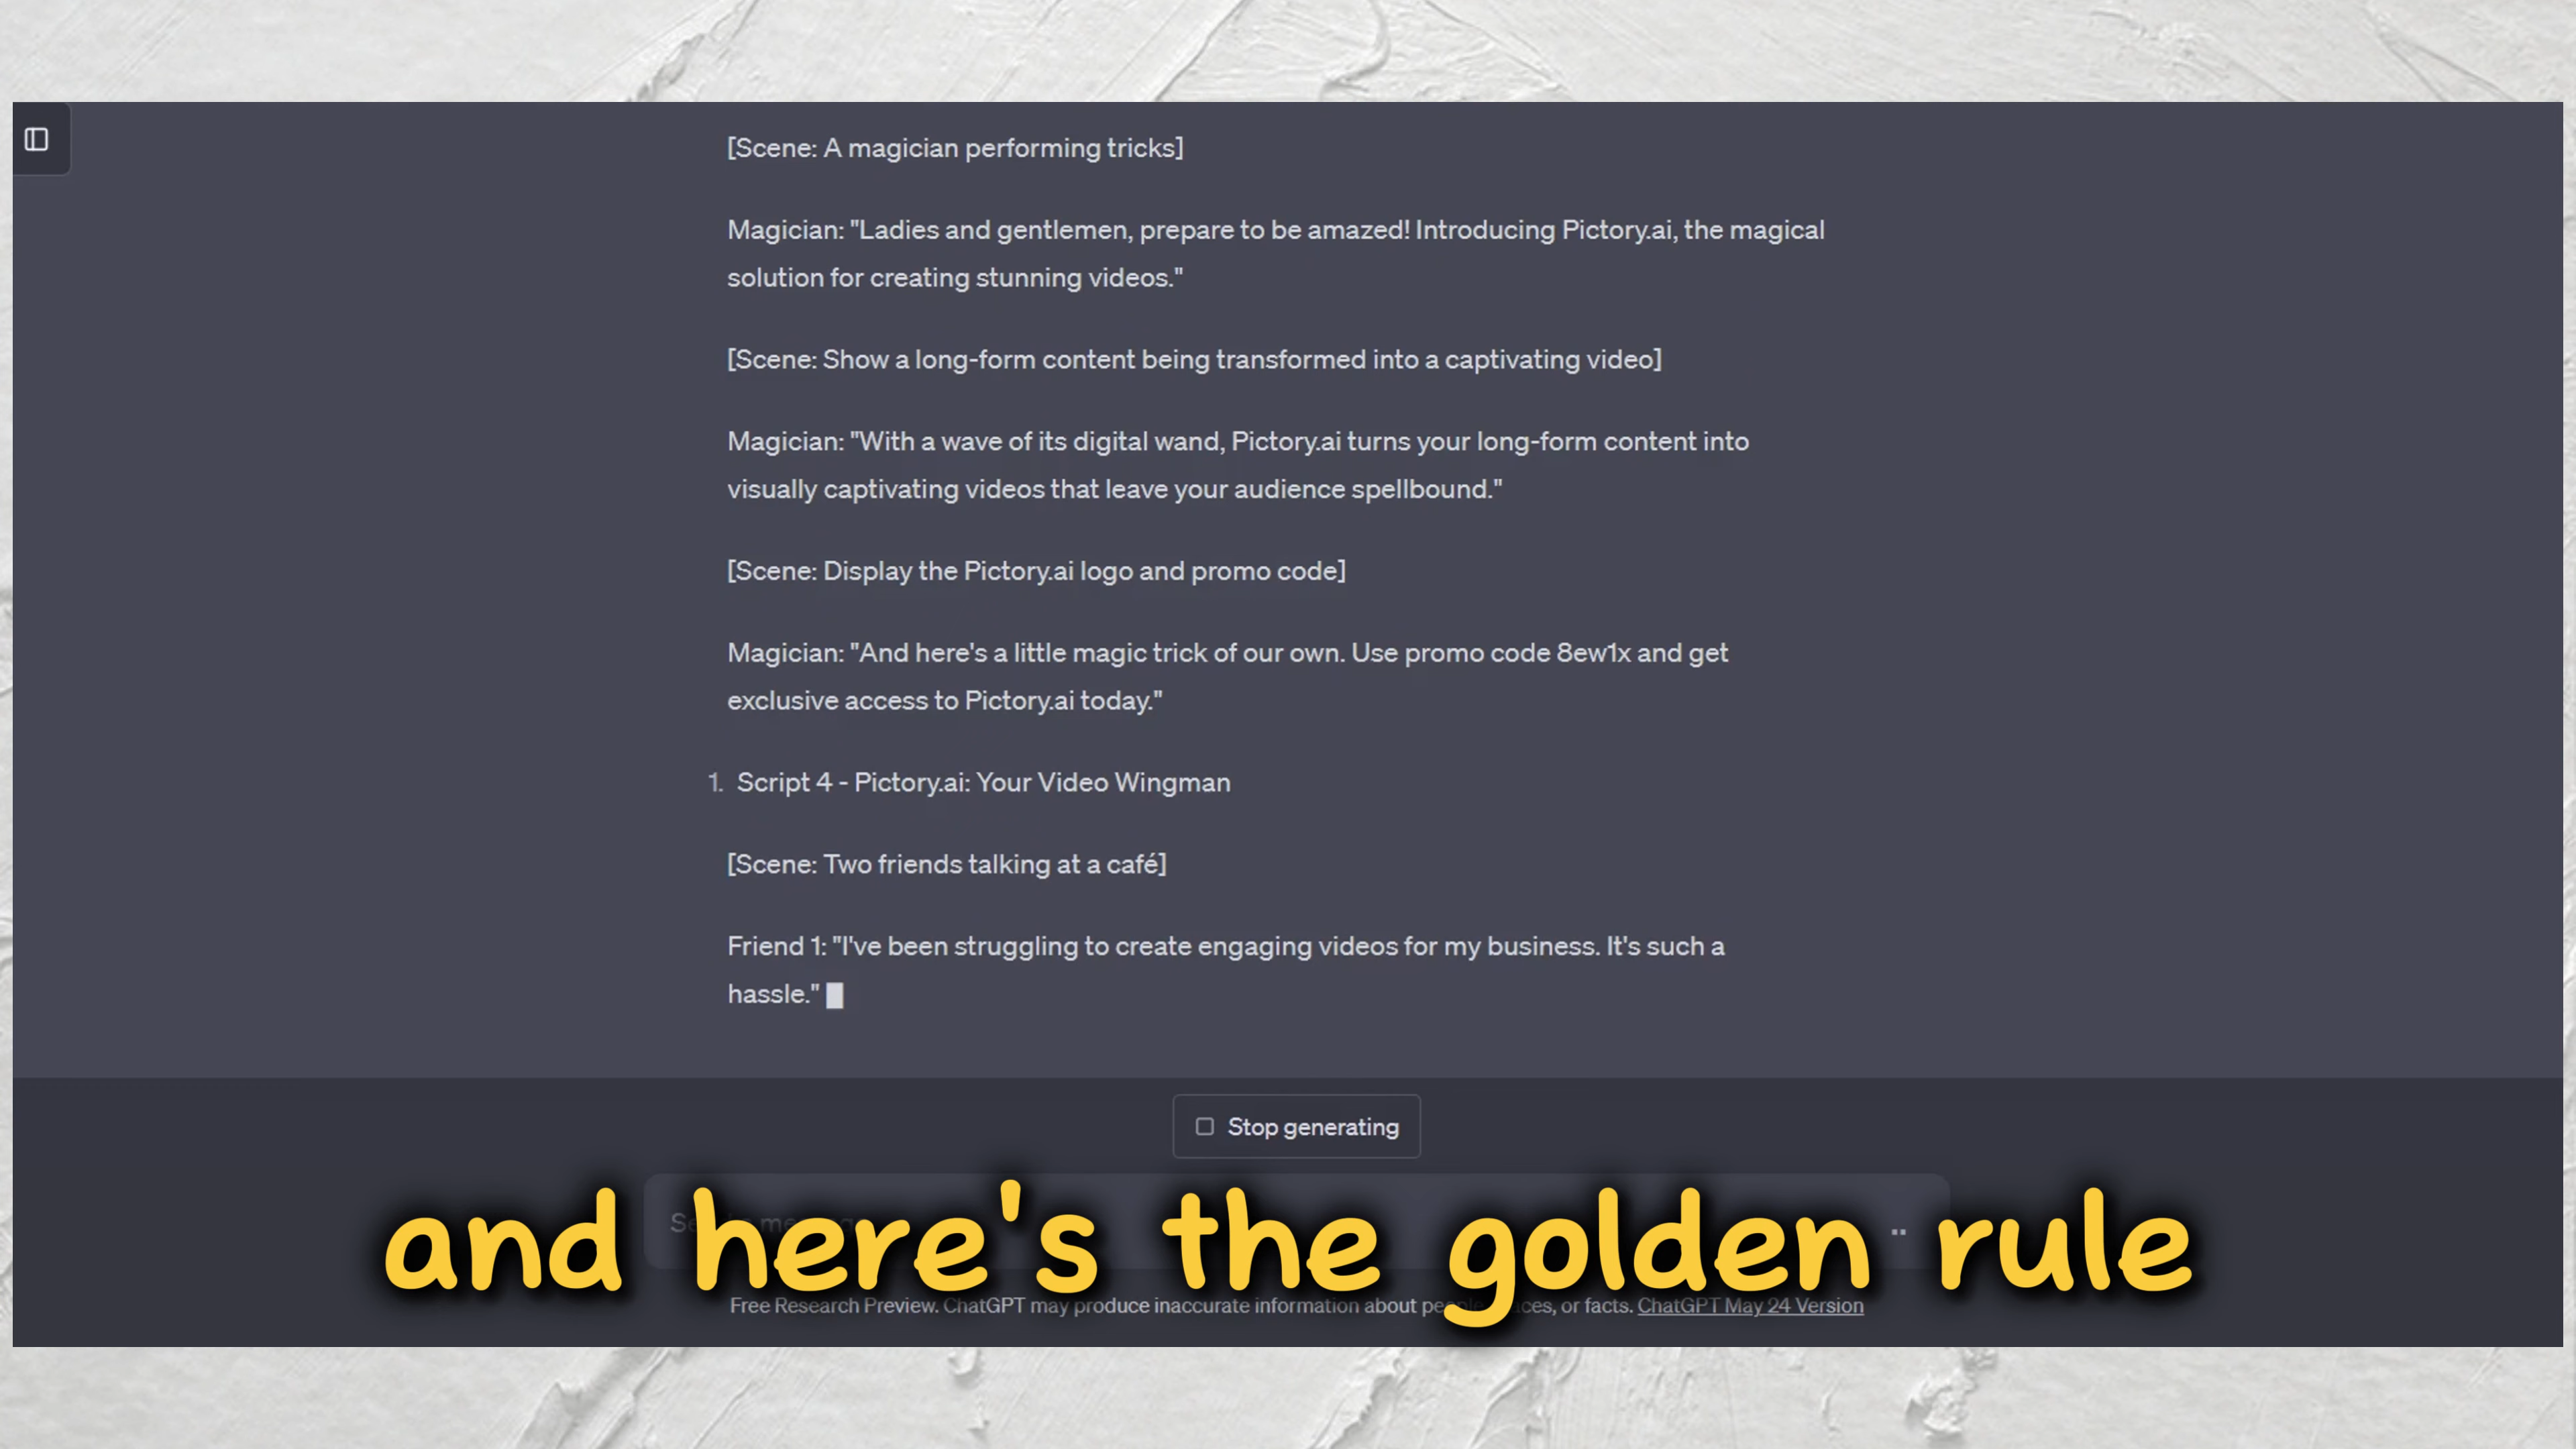 [Scene: A magician performing tricks]
Magician: "Ladies and gentlemen, prepare to be amazed! Introducing Pictory.ai, the magical
solution for creating stunning videos."
[Scene: Show a long-form content being transformed into a captivating video]
Magician: "With a wave of its digital wand, Pictory.ai turns your long-form content into
visually captivating videos that leave your audience spellbound."
[Scene: Display the Pictory.ai logo and promo code]
Magician: "And here's a little magic trick of our own. Use promo code 8ew1x and get
exclusive access to Pictory.ai today."
1. Script 4 - Pictory.ai: Your Video Wingman
[Scene: Two friends talking at a café]
Friend 1: "I've been struggling to create engaging videos for my business. It's such a
hassle."
Stop generating
and here's the golden rule
Free Research Preview. ChatGPT may produce inaccurate information about or facts. ChatGPT May 24 Version